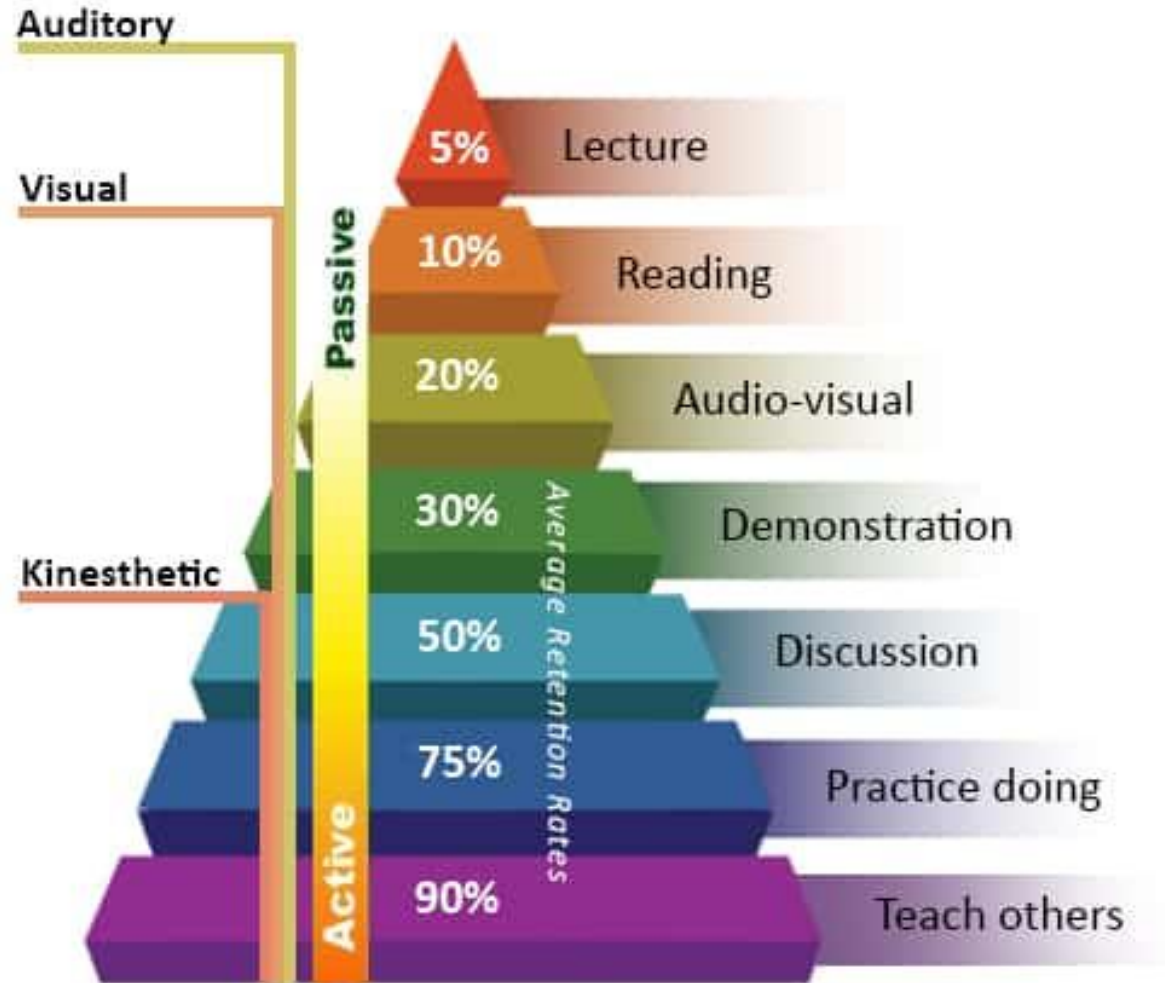 Auditory
5%
Lecture
Visual
Passive
10%
Reading
20%
Audio-visual
30%
Demonstration
Average Retention Rates
Kinesthetic
50%
Discussion
75%
Practice doing
Active
90%
Teach others